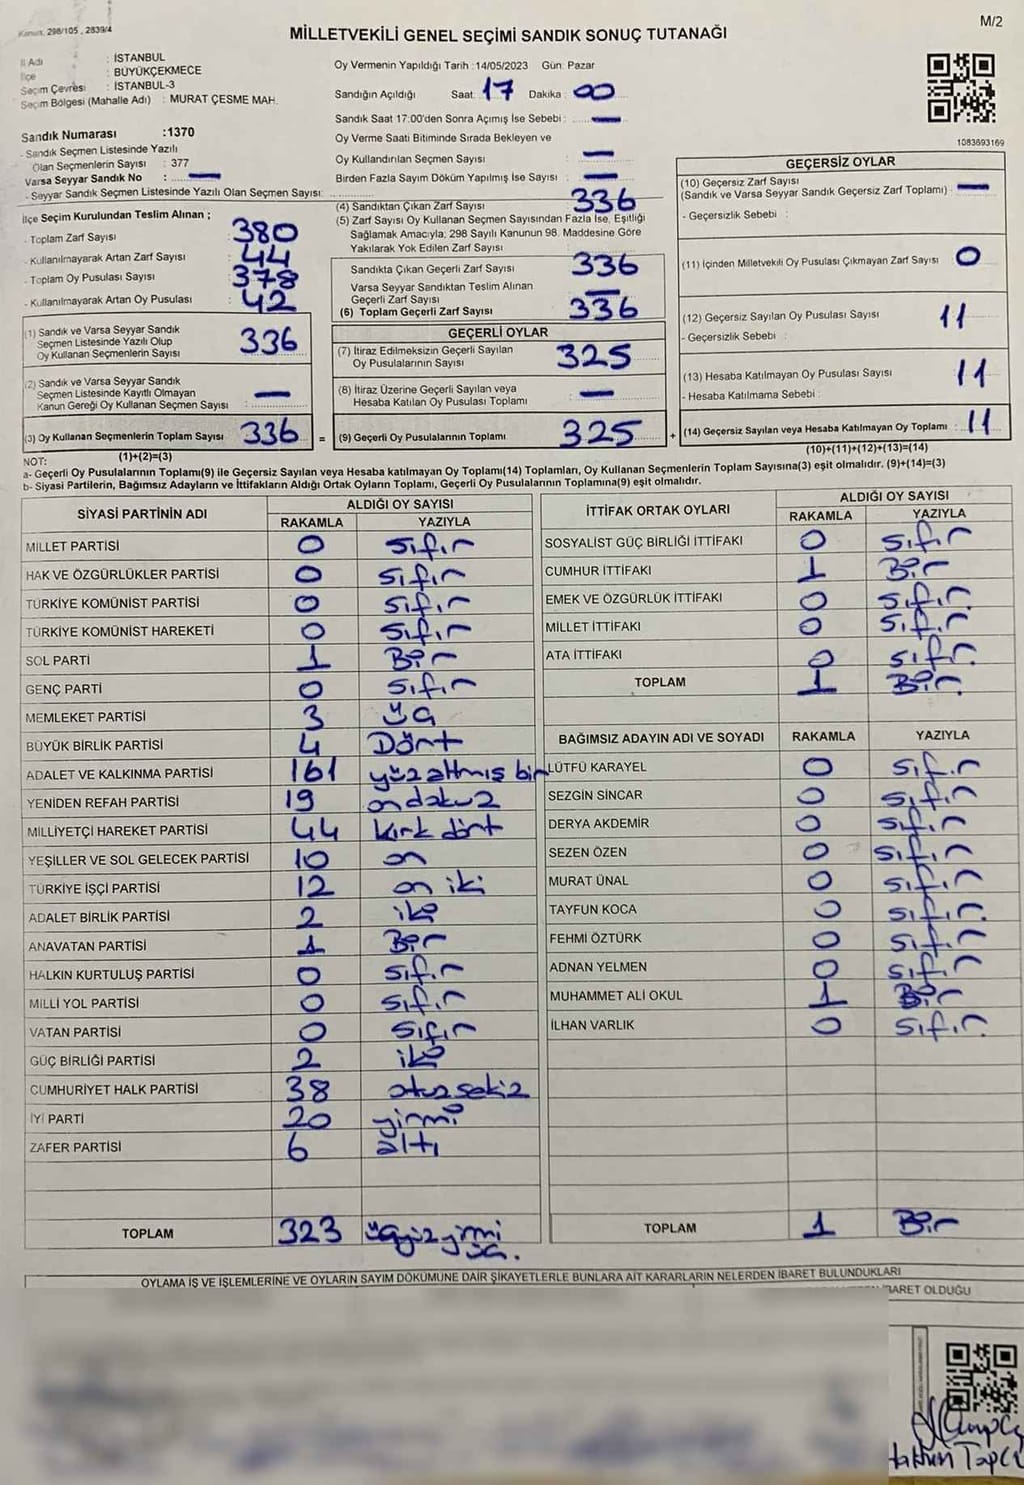 Kanun, 298/105, 2839/4
M/2
MİLLETVEKİLİ GENEL SEÇİMİ SANDIK SONUÇ TUTANAĞI
İl Adı : İSTANBUL
İlçe : BÜYÜKÇEKMECE
Seçim Çevresi : İSTANBUL-3
Seçim Bölgesi (Mahalle Adı) : MURAT ÇESME MAH.
Sandık Numarası :1370
- Sandık Seçmen Listesinde Yazılı
Olan Seçmenlerin Sayısı : 377
Varsa Seyyar Sandık No : —
- Seyyar Sandık Seçmen Listesinde Yazılı Olan Seçmen Sayısı:
İlçe Seçim Kurulundan Teslim Alınan ;
- Toplam Zarf Sayısı : 380
- Kullanılmayarak Artan Zarf Sayısı : 44
- Toplam Oy Pusulası Sayısı : 378
- Kullanılmayarak Artan Oy Pusulası : 42
(1) Sandık ve Varsa Seyyar Sandık
Seçmen Listesinde Yazılı Olup
Oy Kullanan Seçmenlerin Sayısı : 336
(2) Sandık ve Varsa Seyyar Sandık
Seçmen Listesinde Kayıtlı Olmayan
Kanun Gereği Oy Kullanan Seçmen Sayısı : —
(3) Oy Kullanan Seçmenlerin Toplam Sayısı : 336 =
(1)+(2)=(3)
Oy Vermenin Yapıldığı Tarih :14/05/2023 Gün: Pazar
Sandığın Açıldığı Saat: 17 Dakika : 00
Sandık Saat 17:00'den Sonra Açımış İse Sebebi : —
Oy Verme Saati Bitiminde Sırada Bekleyen ve
Oy Kullandırılan Seçmen Sayısı : —
Birden Fazla Sayım Döküm Yapılmış İse Sayısı : —
(4) Sandıktan Çıkan Zarf Sayısı : 336
(5) Zarf Sayısı Oy Kullanan Seçmen Sayısından Fazla İse, Eşitliği
Sağlamak Amacıyla; 298 Sayılı Kanunun 98. Maddesine Göre
Yakılarak Yok Edilen Zarf Sayısı :
Sandıkta Çıkan Geçerli Zarf Sayısı : 336
Varsa Seyyar Sandıktan Teslim Alınan
Geçerli Zarf Sayısı : —
(6) Toplam Geçerli Zarf Sayısı : 336
GEÇERLİ OYLAR
(7) İtiraz Edilmeksizin Geçerli Sayılan
Oy Pusulalarının Sayısı : 325
(8) İtiraz Üzerine Geçerli Sayılan veya
Hesaba Katılan Oy Pusulası Toplamı : —
(9) Geçerli Oy Pusulalarının Toplamı : 325 +
1083693169
GEÇERSİZ OYLAR
(10) Geçersiz Zarf Sayısı
(Sandık ve Varsa Seyyar Sandık Geçersiz Zarf Toplamı) : —
- Geçersizlik Sebebi :
(11) İçinden Milletvekili Oy Pusulası Çıkmayan Zarf Sayısı : 0
(12) Geçersiz Sayılan Oy Pusulası Sayısı : 11
- Geçersizlik Sebebi :
(13) Hesaba Katılmayan Oy Pusulası Sayısı : 11
- Hesaba Katılmama Sebebi :
(14) Geçersiz Sayılan veya Hesaba Katılmayan Oy Toplamı : 11
(10)+(11)+(12)+(13)=(14)
NOT:
a- Geçerli Oy Pusulalarının Toplamı(9) ile Geçersiz Sayılan veya Hesaba katılmayan Oy Toplamı(14) Toplamları, Oy Kullanan Seçmenlerin Toplam Sayısına(3) eşit olmalıdır. (9)+(14)=(3)
b- Siyasi Partilerin, Bağımsız Adayların ve İttifakların Aldığı Ortak Oyların Toplamı, Geçerli Oy Pusulalarının Toplamına(9) eşit olmalıdır.
SİYASİ PARTİNİN ADI ALDIĞI OY SAYISI
RAKAMLA YAZIYLA
MİLLET PARTİSİ 0 sıfır
HAK VE ÖZGÜRLÜKLER PARTİSİ 0 sıfır
TÜRKİYE KOMÜNİST PARTİSİ 0 sıfır
TÜRKİYE KOMÜNİST HAREKETİ 0 sıfır
SOL PARTİ 1 Bir
GENÇ PARTİ 0 sıfır
MEMLEKET PARTİSİ 3 üç
BÜYÜK BİRLİK PARTİSİ 4 Dört
ADALET VE KALKINMA PARTİSİ 161 yüz altmış bir
YENİDEN REFAH PARTİSİ 19 on dokuz
MİLLİYETÇİ HAREKET PARTİSİ 44 kırk dört
YEŞİLLER VE SOL GELECEK PARTİSİ 10 on
TÜRKİYE İŞÇİ PARTİSİ 12 on iki
ADALET BİRLİK PARTİSİ 2 iki
ANAVATAN PARTİSİ 1 Bir
HALKIN KURTULUŞ PARTİSİ 0 sıfır
MİLLİ YOL PARTİSİ 0 sıfır
VATAN PARTİSİ 0 sıfır
GÜÇ BİRLİĞİ PARTİSİ 2 iki
CUMHURİYET HALK PARTİSİ 38 otuz sekiz
İYİ PARTİ 20 yirmi
ZAFER PARTİSİ 6 altı
TOPLAM 323 üçyüz yirmi
üç.
İTTİFAK ORTAK OYLARI ALDIĞI OY SAYISI
RAKAMLA YAZIYLA
SOSYALİST GÜÇ BİRLİĞİ İTTİFAKI 0 sıfır
CUMHUR İTTİFAKI 1 Bir
EMEK VE ÖZGÜRLÜK İTTİFAKI 0 sıfır
MİLLET İTTİFAKI 0 sıfır
ATA İTTİFAKI 0 sıfır
TOPLAM 1 Bir.
BAĞIMSIZ ADAYIN ADI VE SOYADI RAKAMLA YAZIYLA
LÜTFÜ KARAYEL 0 sıfır
SEZGİN SİNCAR 0 sıfır
DERYA AKDEMİR 0 sıfır
SEZEN ÖZEN 0 sıfır
MURAT ÜNAL 0 sıfır
TAYFUN KOCA 0 sıfır.
FEHMİ ÖZTÜRK 0 sıfır
ADNAN YELMEN 0 sıfır
MUHAMMET ALİ OKUL 1 Bir
İLHAN VARLIK 0 sıfır.
TOPLAM 1 Bir
OYLAMA İŞ VE İŞLEMLERİNE VE OYLARIN SAYIM DÖKÜMÜNE DAİR ŞİKAYETLERLE BUNLARA AİT KARARLARIN NELERDEN İBARET BULUNDUKLARI
BARET OLDUĞU